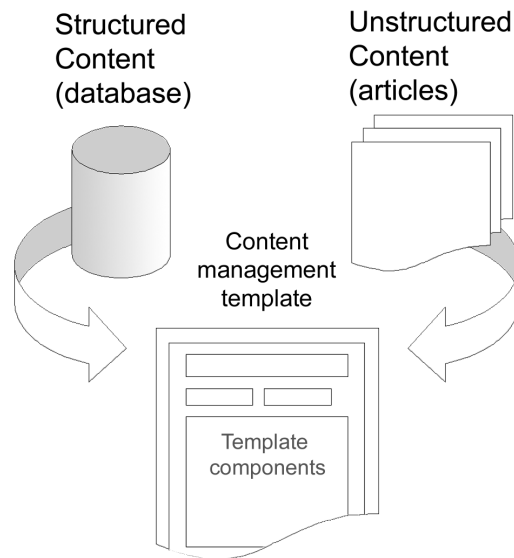 Structured
Content
(database)
Unstructured
Content
(articles)
Content
management
template
Template
components